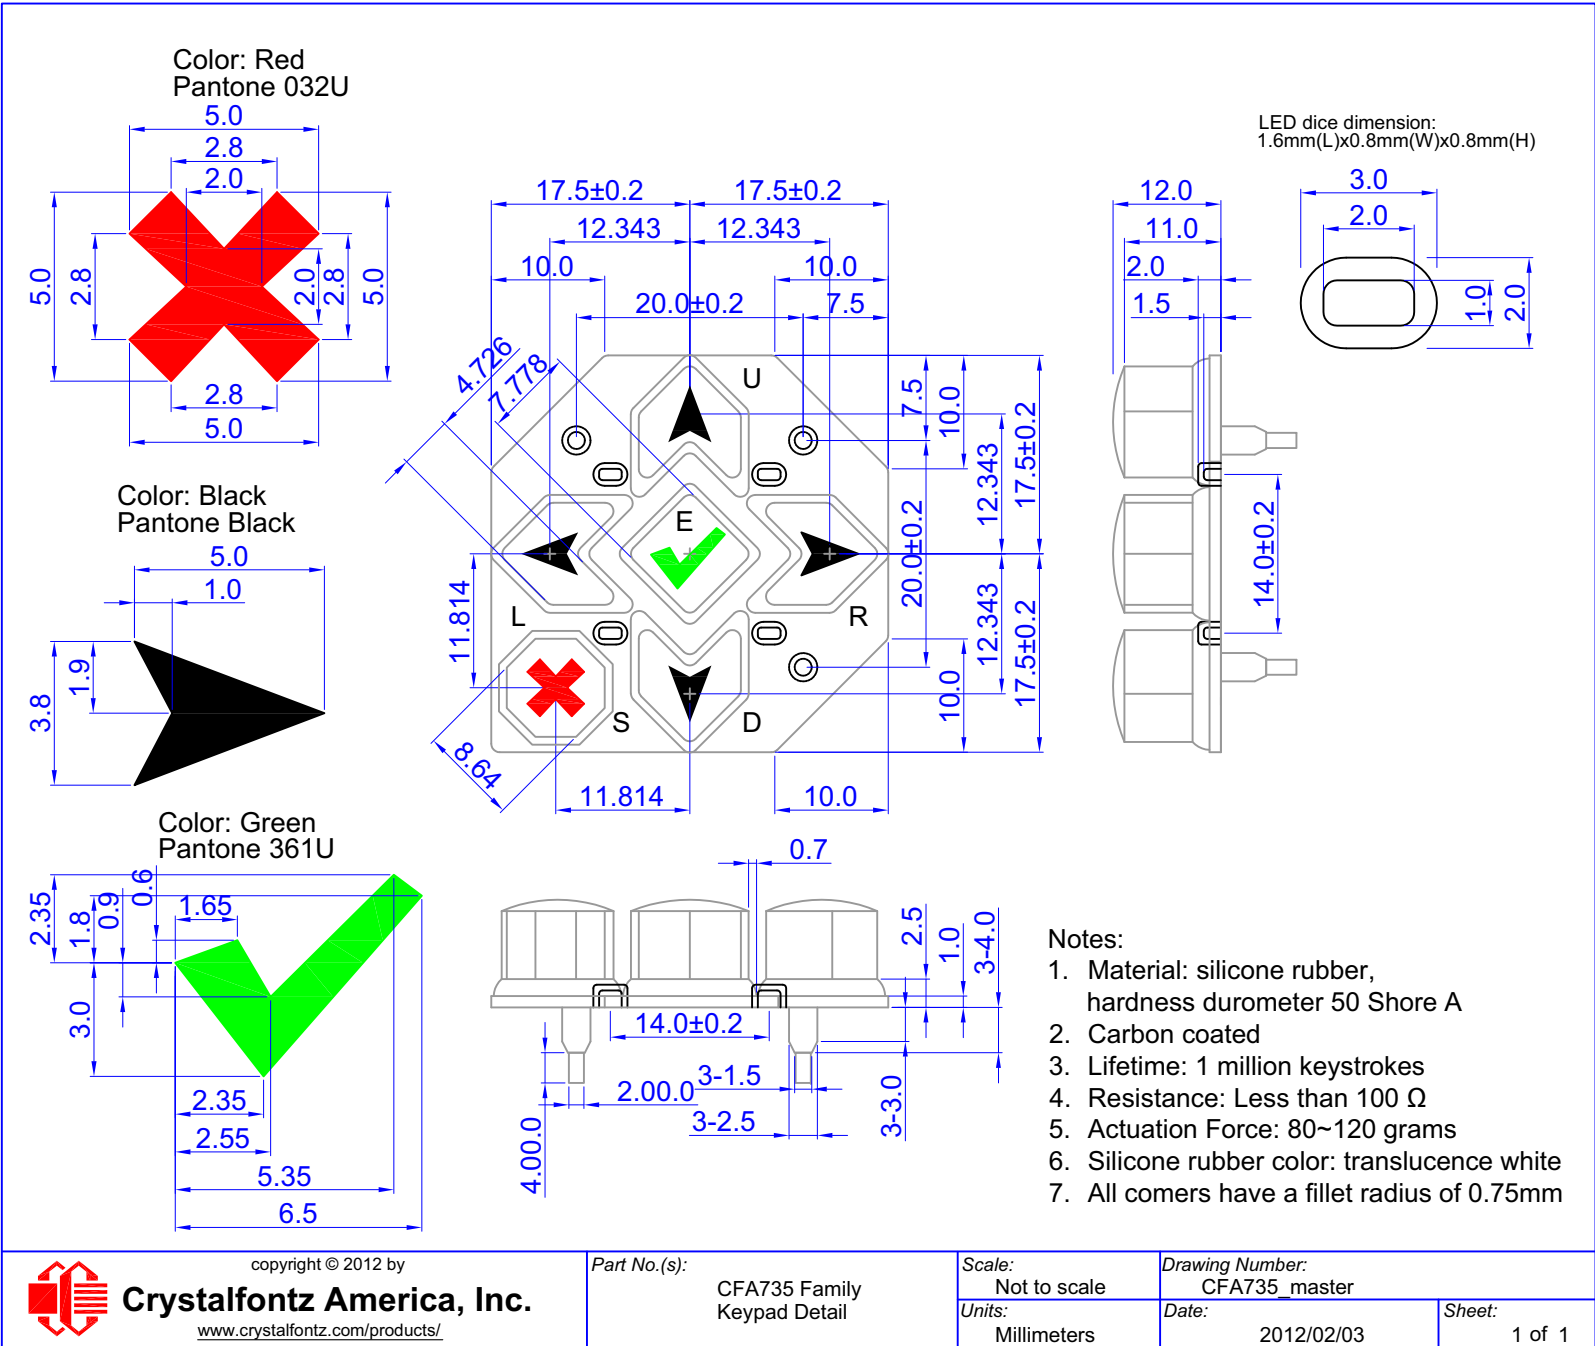 Color: Red
Pantone 032U
5.0
2.8
2.0
5.0
2.8
2.0
2.8
5.0
2.8
5.0
Color: Black
Pantone Black
5.0
1.0
3.8
1.9
Color: Green
Pantone 361U
2.35
1.8
0.9
0.6
1.65
3.0
2.35
2.55
5.35
6.5
17.5±0.2
17.5±0.2
12.343
12.343
10.0
10.0
20.0±0.2
7.5
4.726
7.778
U
E
L
R
S
D
7.5
10.0
12.343
17.5±0.2
20.0±0.2
12.343
17.5±0.2
10.0
11.814
8.64
11.814
10.0
12.0
11.0
2.0
1.5
14.0±0.2
LED dice dimension:
1.6mm(L)x0.8mm(W)x0.8mm(H)
3.0
2.0
1.0
2.0
0.7
2.5
1.0
3-4.0
14.0±0.2
2.00.0
3-1.5
3-2.5
3-3.0
4.00.0
Notes:
1. Material: silicone rubber,
hardness durometer 50 Shore A
2. Carbon coated
3. Lifetime: 1 million keystrokes
4. Resistance: Less than 100 Ω
5. Actuation Force: 80~120 grams
6. Silicone rubber color: translucence white
7. All comers have a fillet radius of 0.75mm
copyright © 2012 by
Crystalfontz America, Inc.
www.crystalfontz.com/products/
Part No.(s):
CFA735 Family
Keypad Detail
Scale:
Not to scale
Units:
Millimeters
Drawing Number:
CFA735_master
Date:
2012/02/03
Sheet:
1 of 1